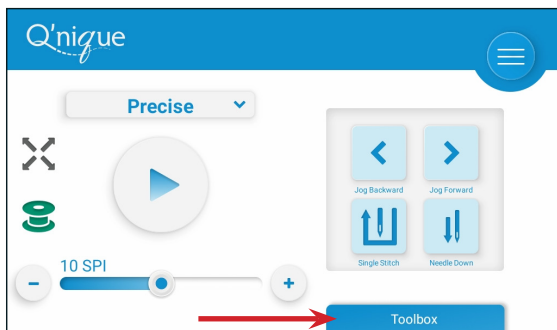 Q'nique
Precise
10 SPI
Jog Backward
Jog Forward
Single Stitch
Needle Down
Toolbox